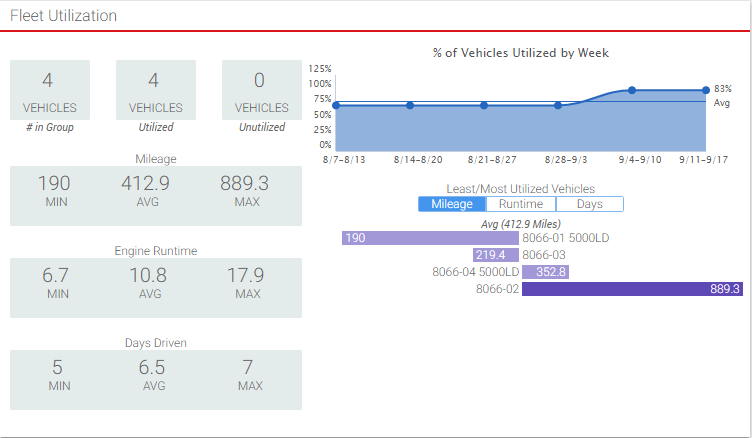 Fleet Utilization
4
VEHICLES
# in Group
4
VEHICLES
Utilized
0
VEHICLES
Unutilized
Mileage
190
MIN
412.9
AVG
889.3
MAX
Engine Runtime
6.7
MIN
10.8
AVG
17.9
MAX
Days Driven
5
MIN
6.5
AVG
7
MAX
% of Vehicles Utilized by Week
125%
100%
75%
50%
25%
0%
83%
Avg
8/7–8/13 8/14–8/20 8/21–8/27 8/28–9/3 9/4–9/10 9/11–9/17
Least/Most Utilized Vehicles
Mileage Runtime Days
Avg (412.9 Miles)
190 8066-01 5000LD
219.4 8066-03
8066-04 5000LD 352.8
8066-02 889.3